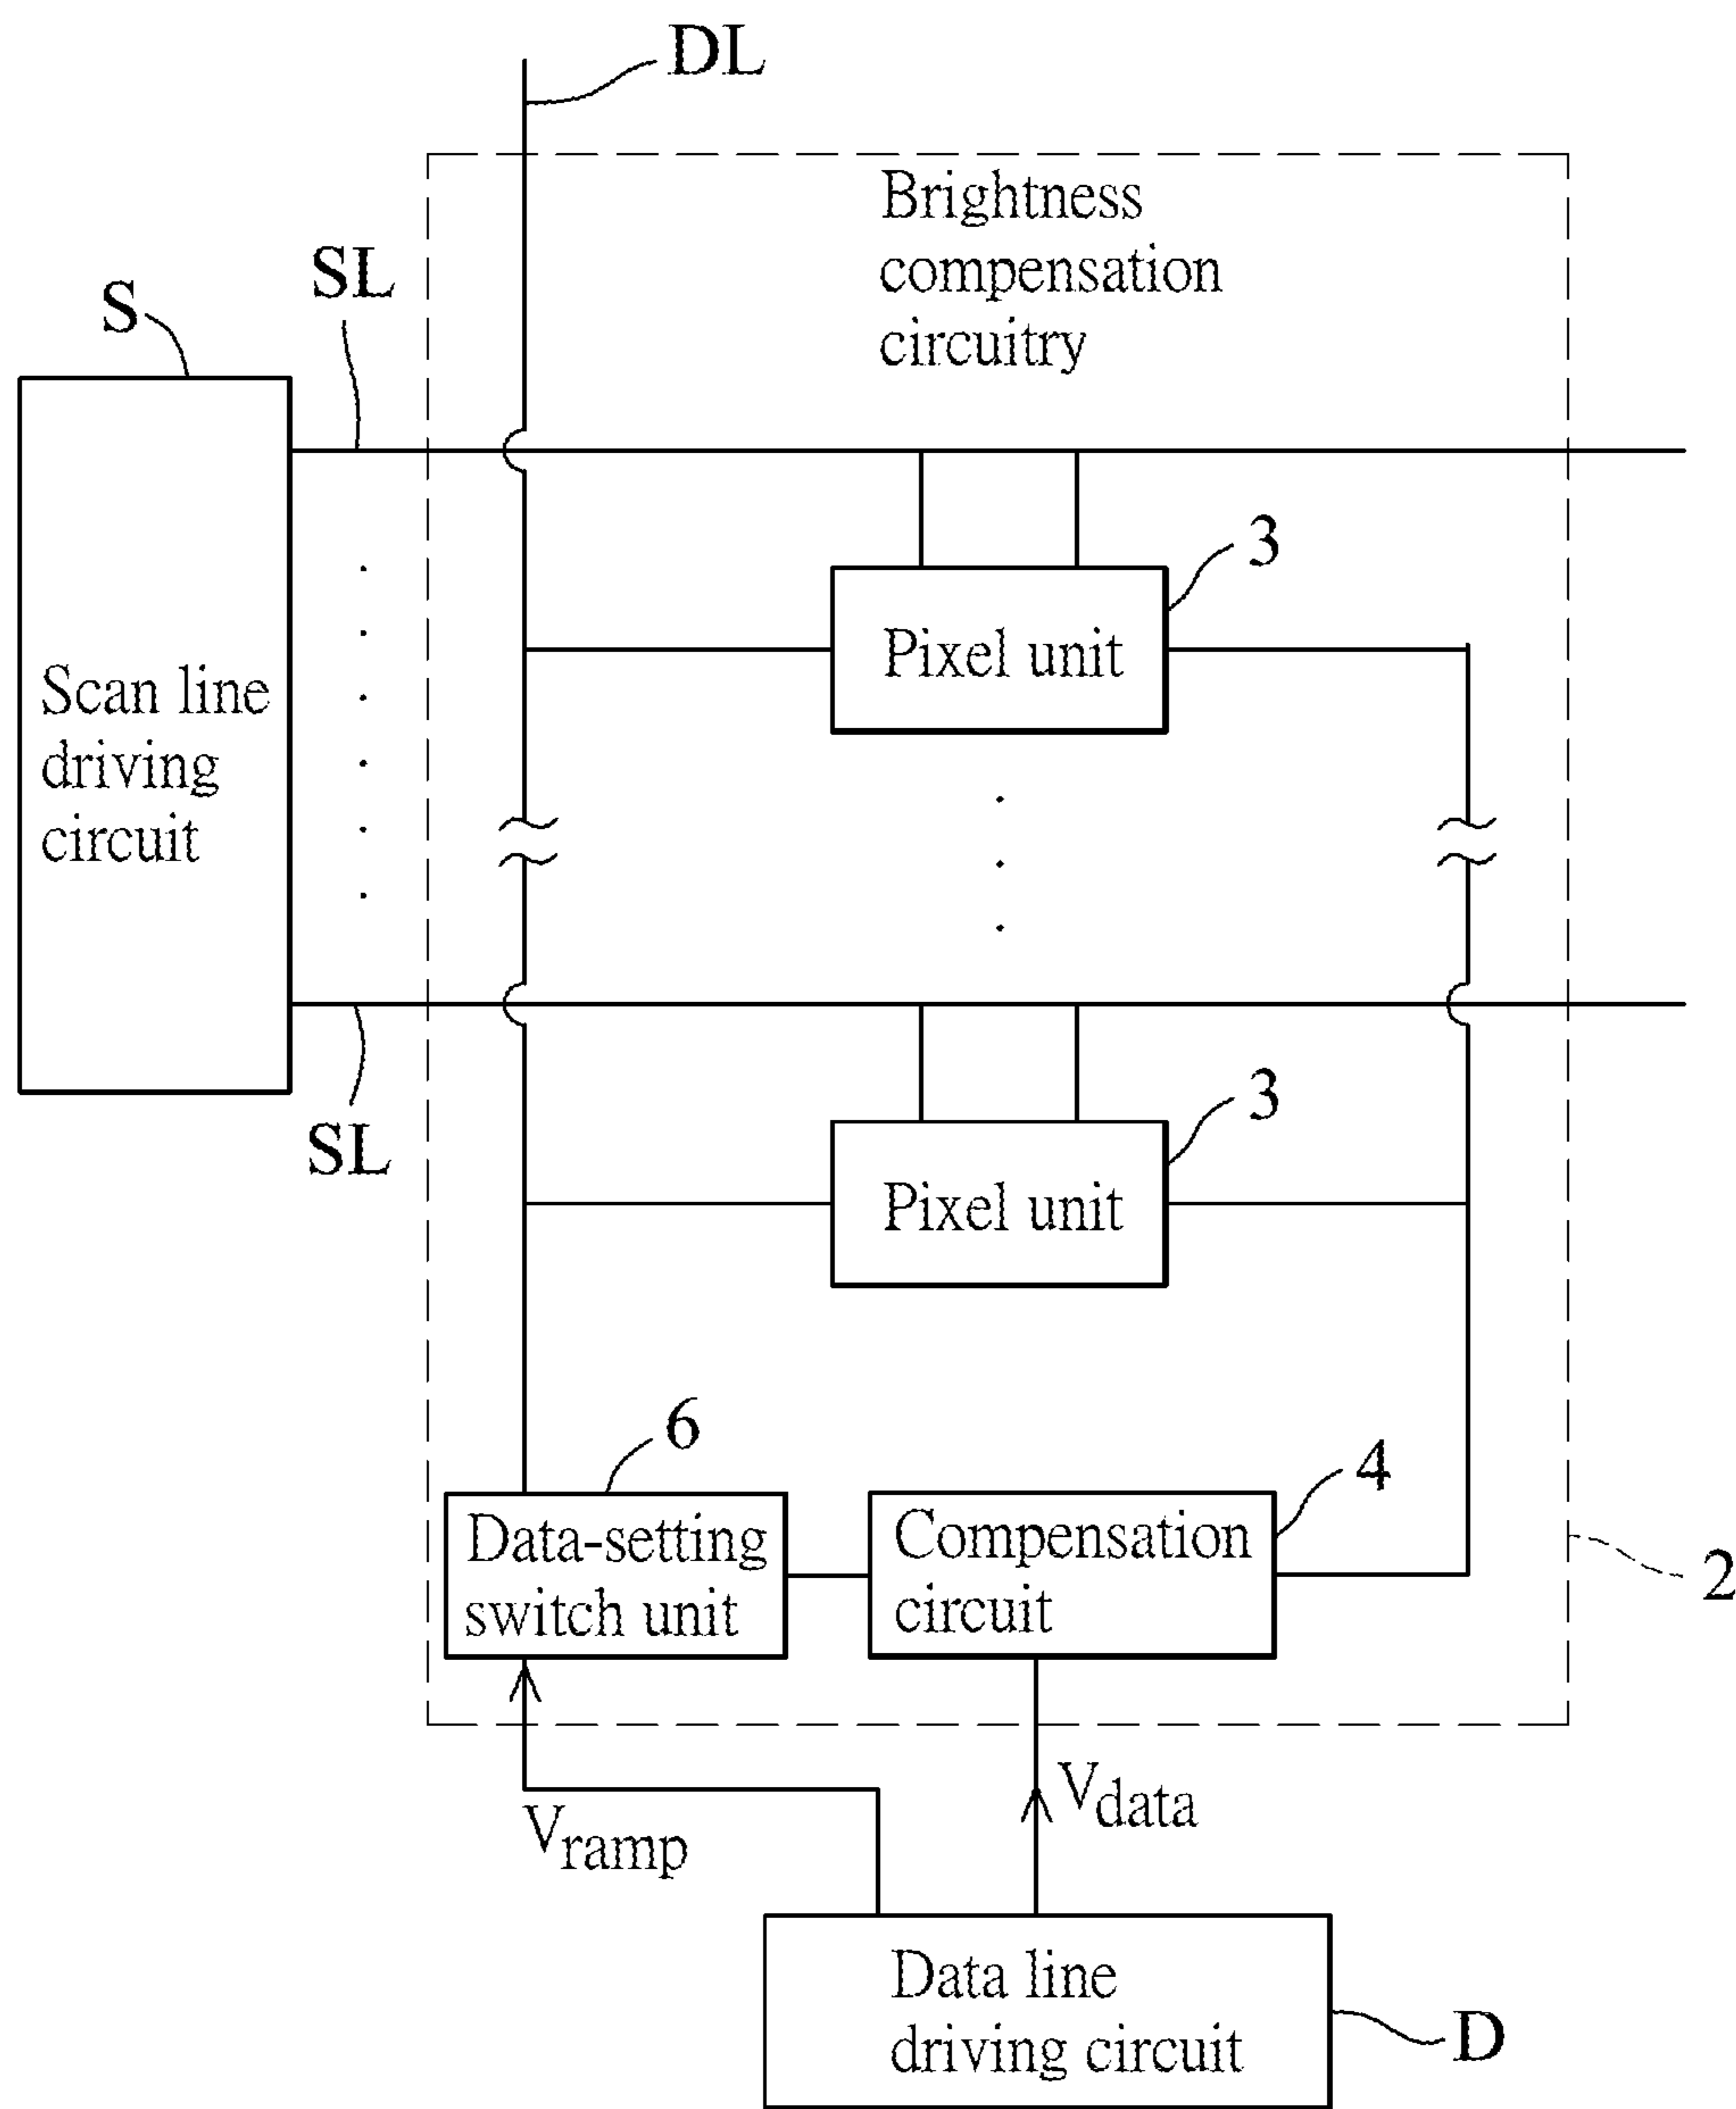 DL
Brightness
compensation
circuitry
SL
S
3
Pixel unit
Scan line
driving
circuit
3
SL
Pixel unit
6
4
Data-setting
switch unit
Compensation
circuit
2
Vdata
Vramp
Data line
driving circuit
D